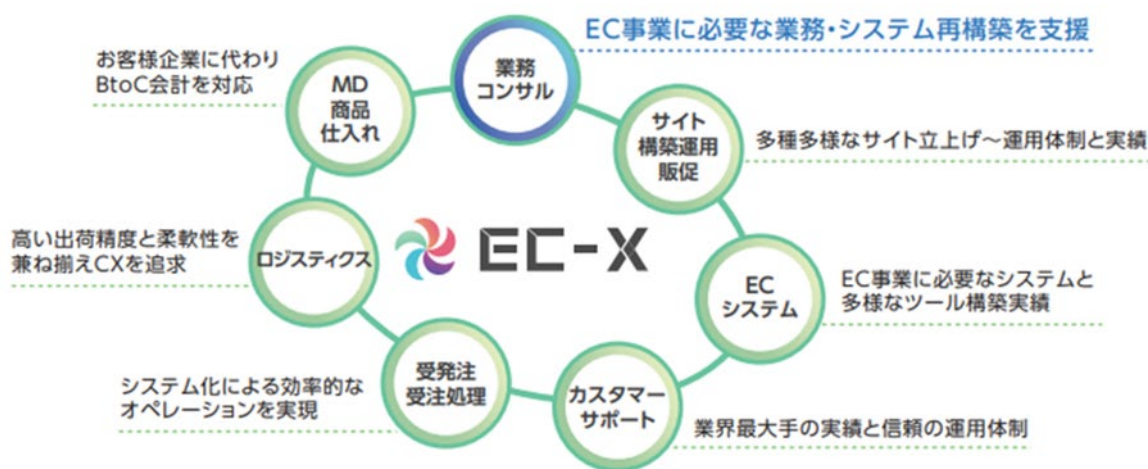 EC事業に必要な業務・システム再構築を支援
業務
コンサル
お客様企業に代わり
BtoC会計を対応
MD
商品
仕入れ
サイト
構築運用
販促
多種多様なサイト立上げ～運用体制と実績
高い出荷精度と柔軟性を
兼ね揃えCXを追求
ロジスティクス
EC-X
EC
システム
EC事業に必要なシステムと
多様なツール構築実績
受発注
受注処理
システム化による効率的な
オペレーションを実現
カスタマー
サポート
業界最大手の実績と信頼の運用体制